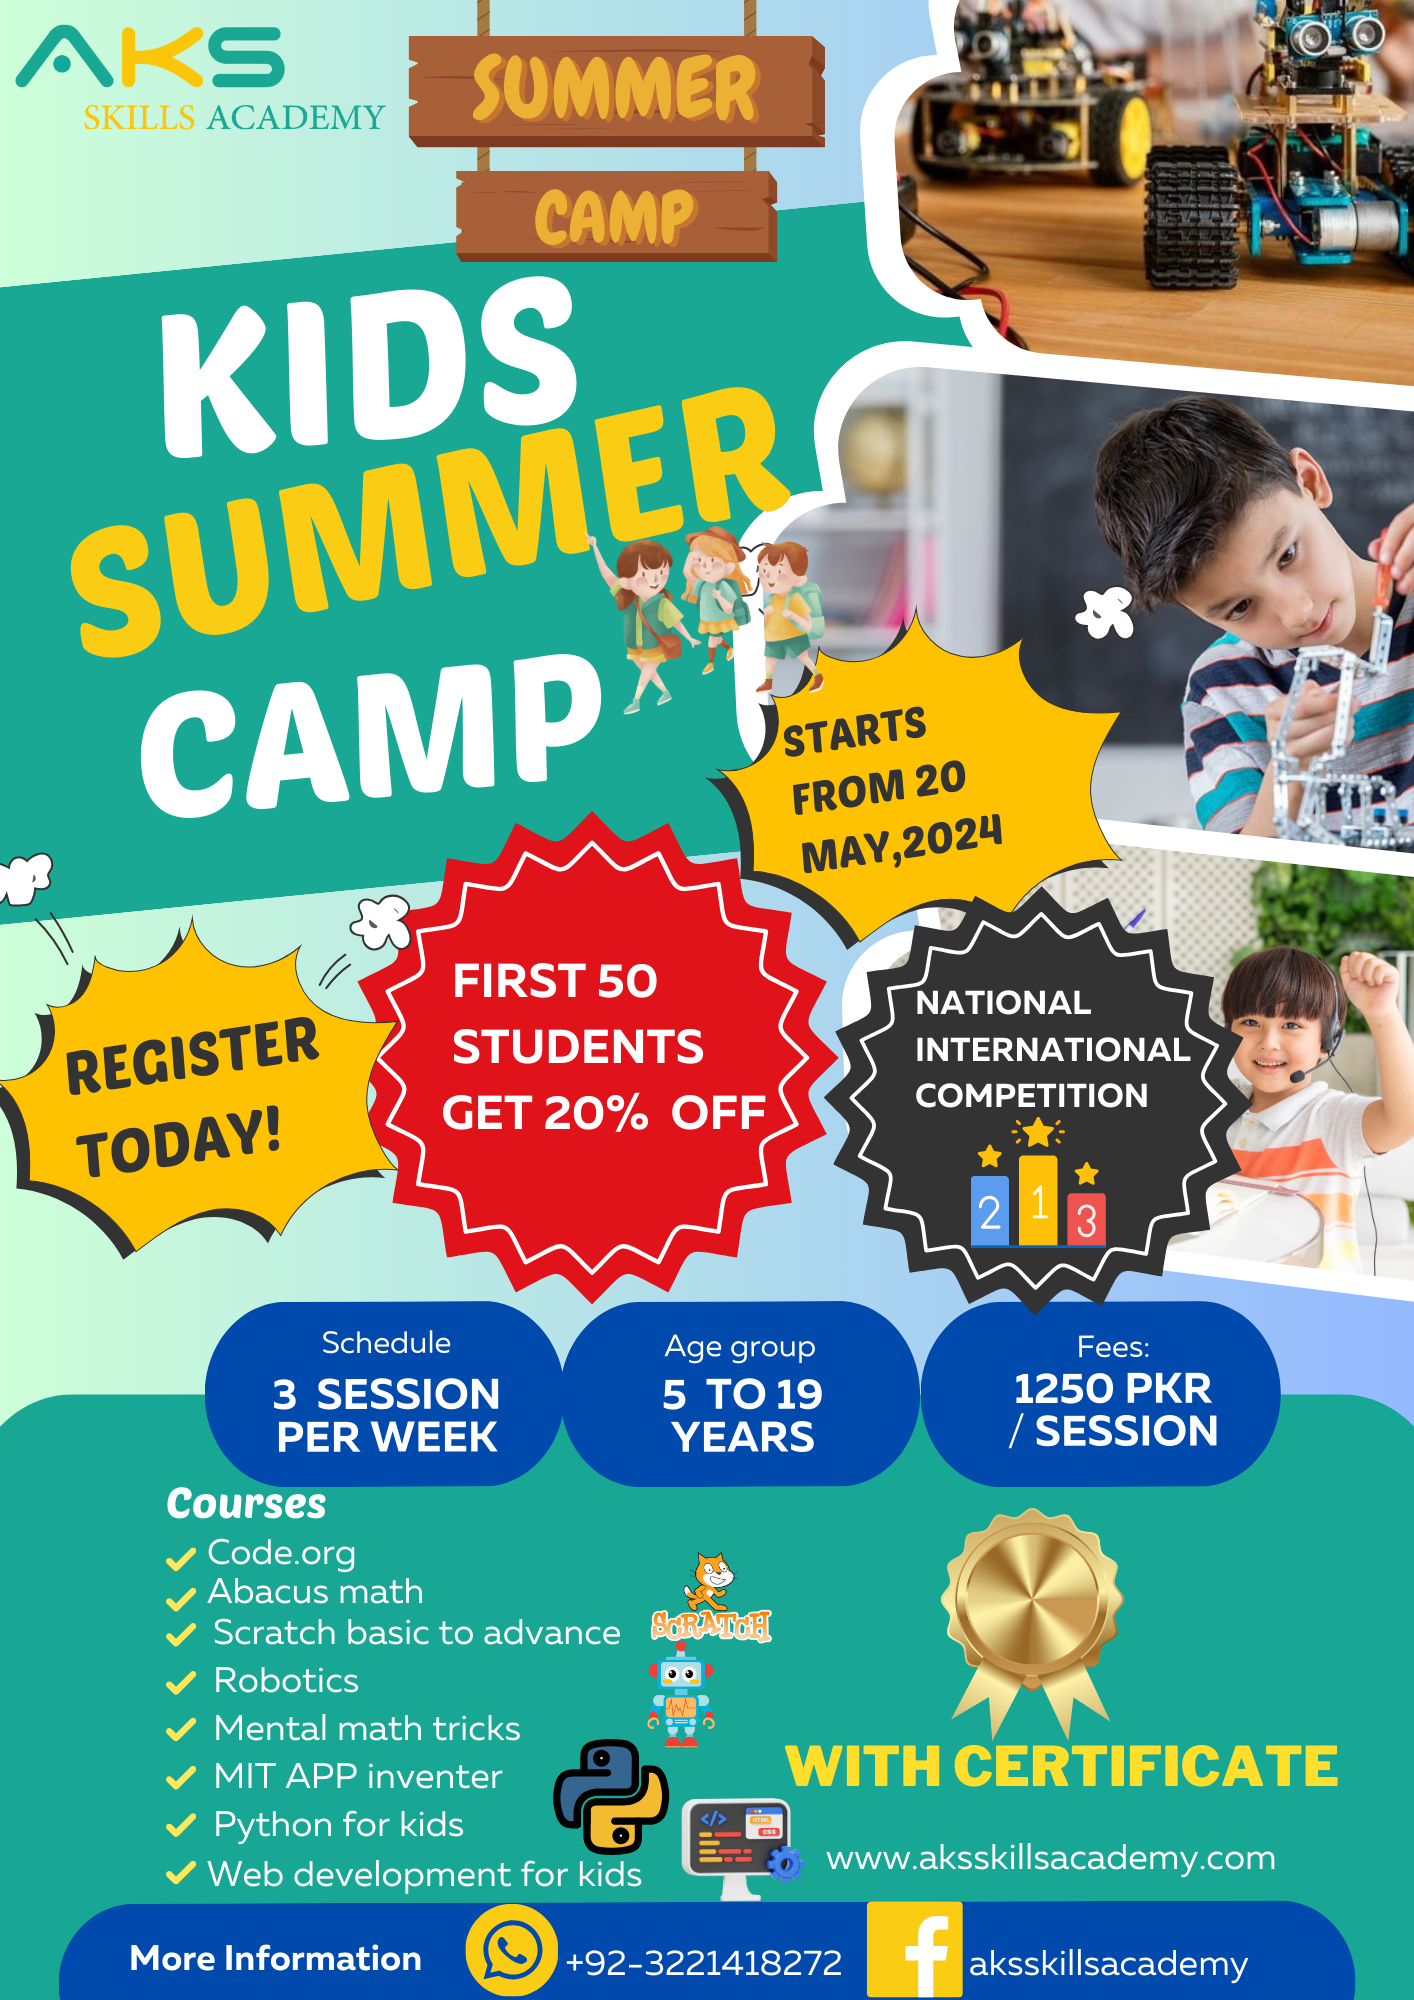 AKS
SKILLS ACADEMY
SUMMER
CAMP
KIDS
SUMMER
CAMP
STARTS
FROM 20
MAY,2024
REGISTER
TODAY!
FIRST 50
STUDENTS
GET 20% OFF
NATIONAL
INTERNATIONAL
COMPETITION
2 1 3
Schedule
3 SESSION
PER WEEK
Age group
5 TO 19
YEARS
Fees:
1250 PKR
/ SESSION
Courses
Code.org
Abacus math
Scratch basic to advance
SCRATCH
Robotics
Mental math tricks
MIT APP inventer
Python for kids
Web development for kids
</>
HTML
CSS
WITH CERTIFICATE
www.aksskillsacademy.com
More Information
+92-3221418272
f
aksskillsacademy